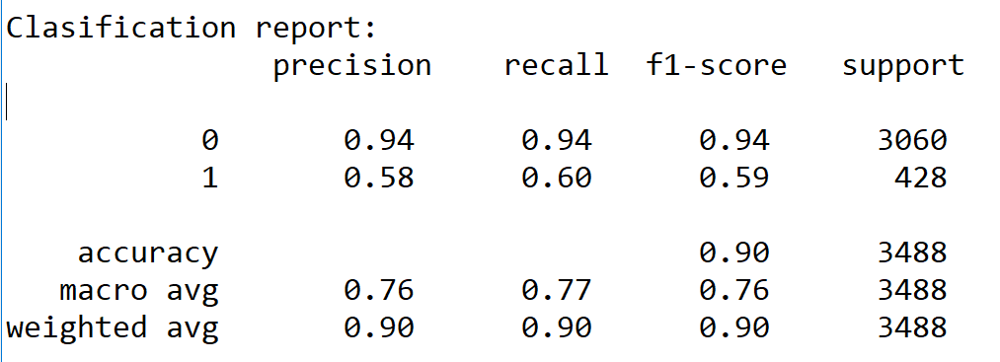 Clasification report:
precision recall f1-score support
0 0.94 0.94 0.94 3060
1 0.58 0.60 0.59 428
accuracy 0.90 3488
macro avg 0.76 0.77 0.76 3488
weighted avg 0.90 0.90 0.90 3488